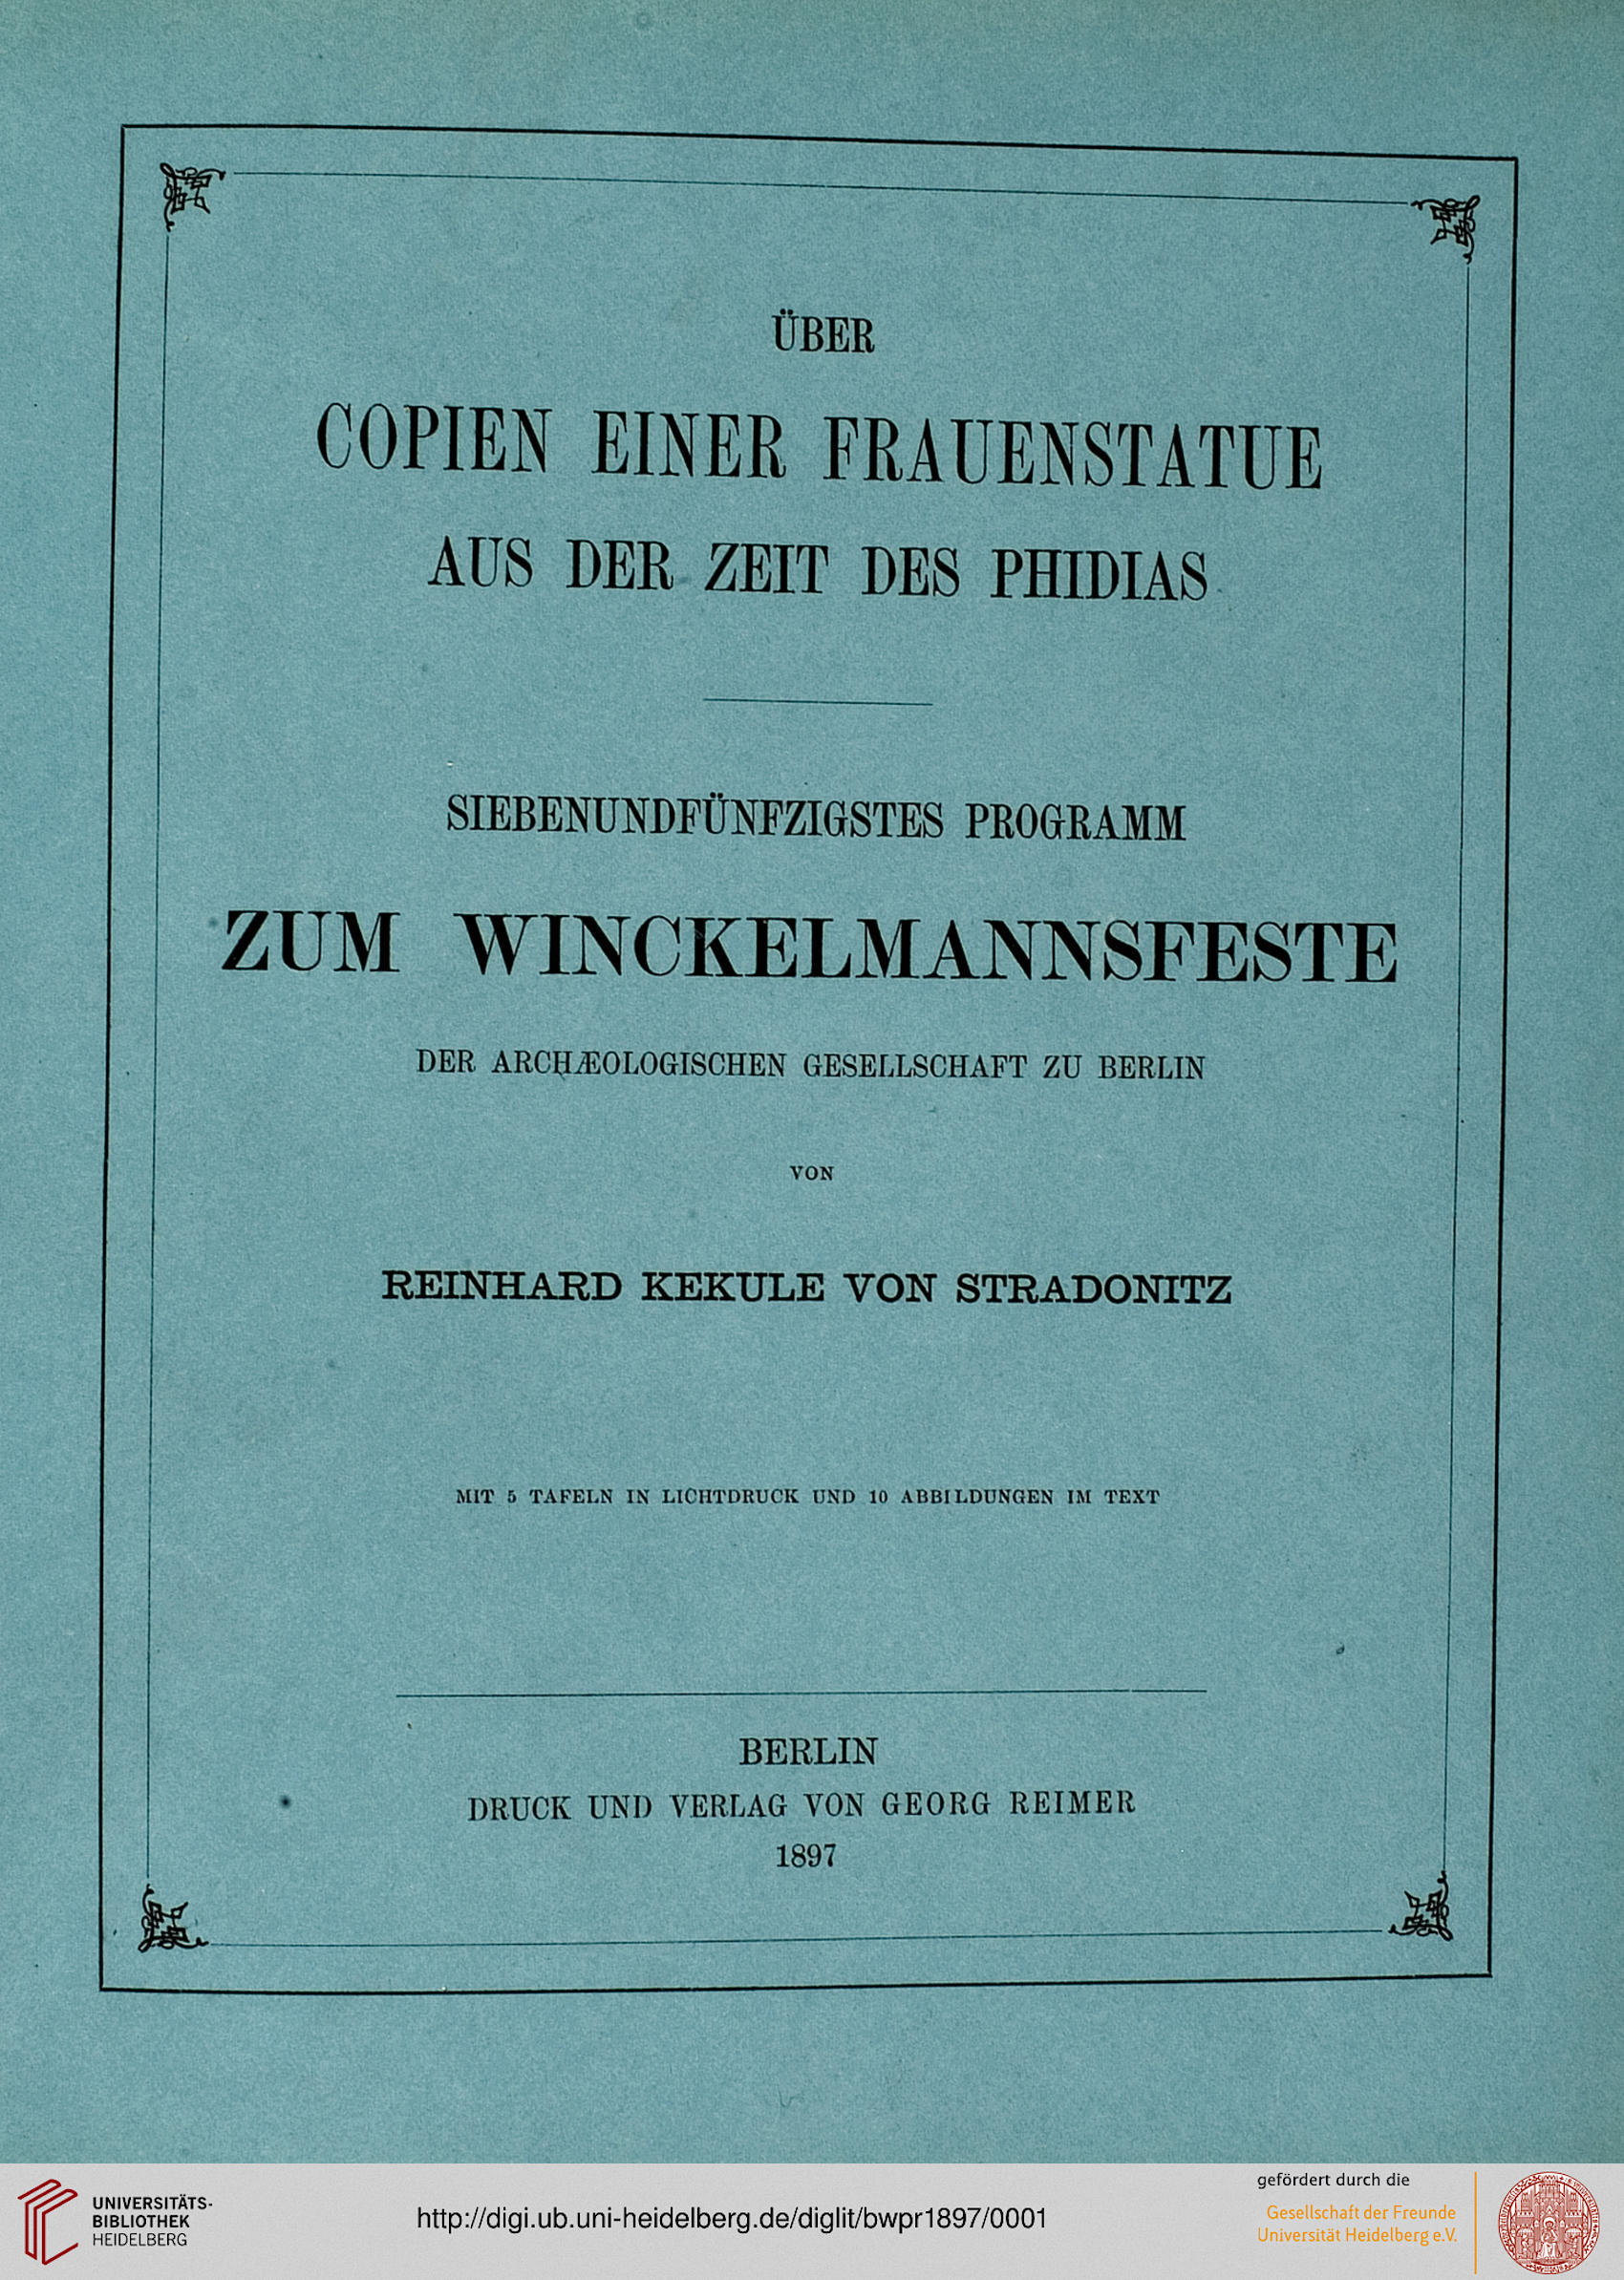 ÜBER
COPIEN EINER FRAUENSTATUE
AUS DER ZEIT DES PHIDIAS
SIEBENUNDFÜNFZIGSTES PROGRAMM
ZUM WINCKELMANNSFESTE
DER ARCHÆOLOGISCHEN GESELLSCHAFT ZU BERLIN
VON
REINHARD KEKULE VON STRADONITZ
MIT 5 TAFELN IN LICHTDRUCK UND 10 ABBILDUNGEN IM TEXT
BERLIN
DRUCK UND VERLAG VON GEORG REIMER
1897
UNIVERSITÄTS-
BIBLIOTHEK
HEIDELBERG
http://digi.ub.uni-heidelberg.de/diglit/bwpr1897/0001
gefördert durch die
Gesellschaft der Freunde
Universität Heidelberg e.V.